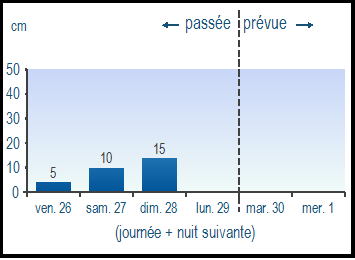 passée prévue
cm
50
40
30
20
10
0
5
10
15
ven. 26 sam. 27 dim. 28 lun. 29 mar. 30 mer. 1
(journée + nuit suivante)